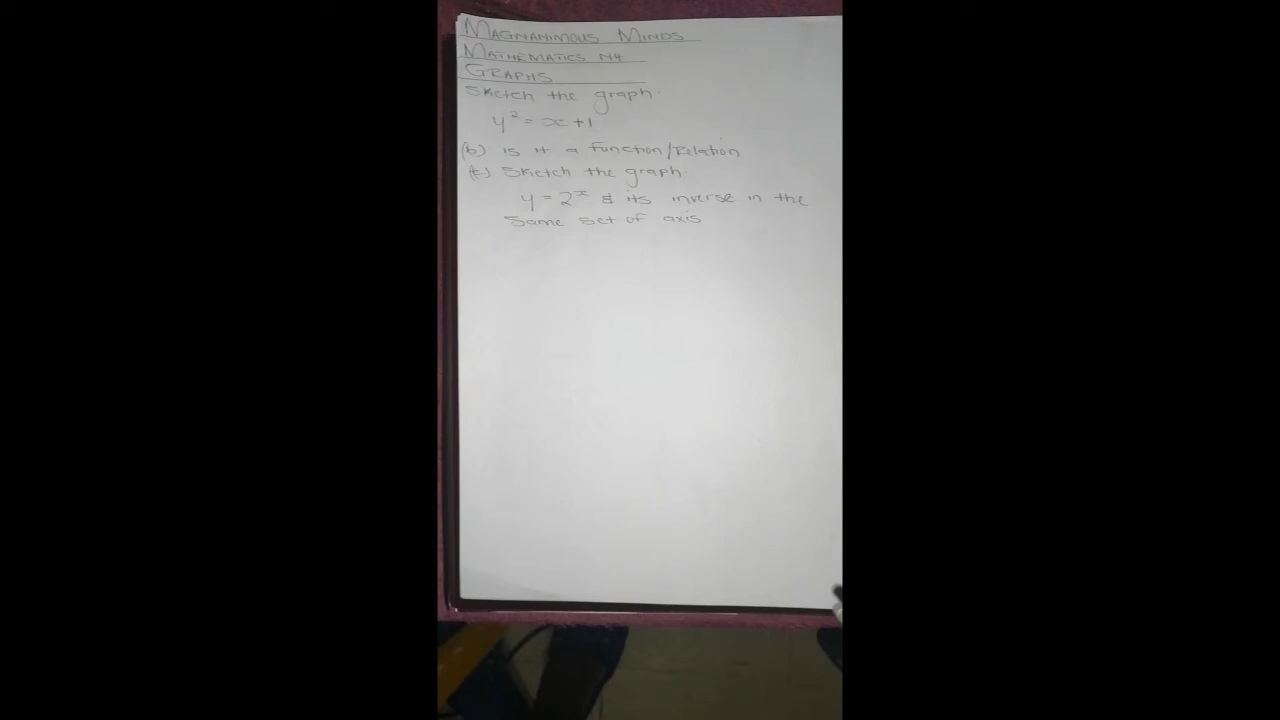 MAGNANIMOUS MINDS
MATHEMATICS N4
GRAPHS
Sketch the graph.
y² = x + 1
(b) is it a function/Relation
(c) Sketch the graph.
y = 2ˣ & its inverse in the
same set of axis